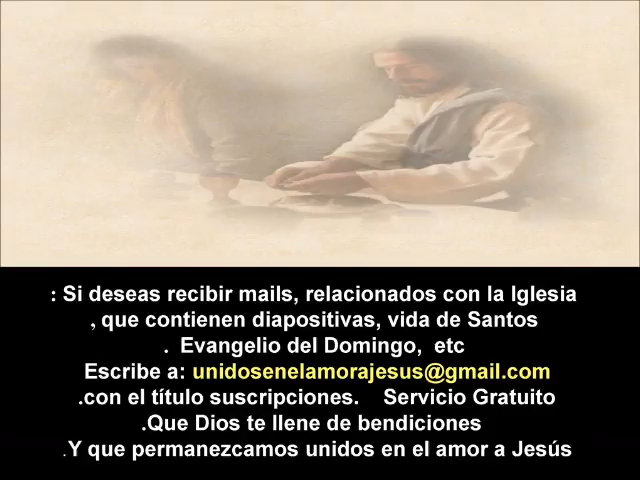 : Si deseas recibir mails, relacionados con la Iglesia
, que contienen diapositivas, vida de Santos
. Evangelio del Domingo, etc
Escribe a: unidosenelamorajesus@gmail.com
.con el título suscripciones. Servicio Gratuito
.Que Dios te llene de bendiciones
.Y que permanezcamos unidos en el amor a Jesús